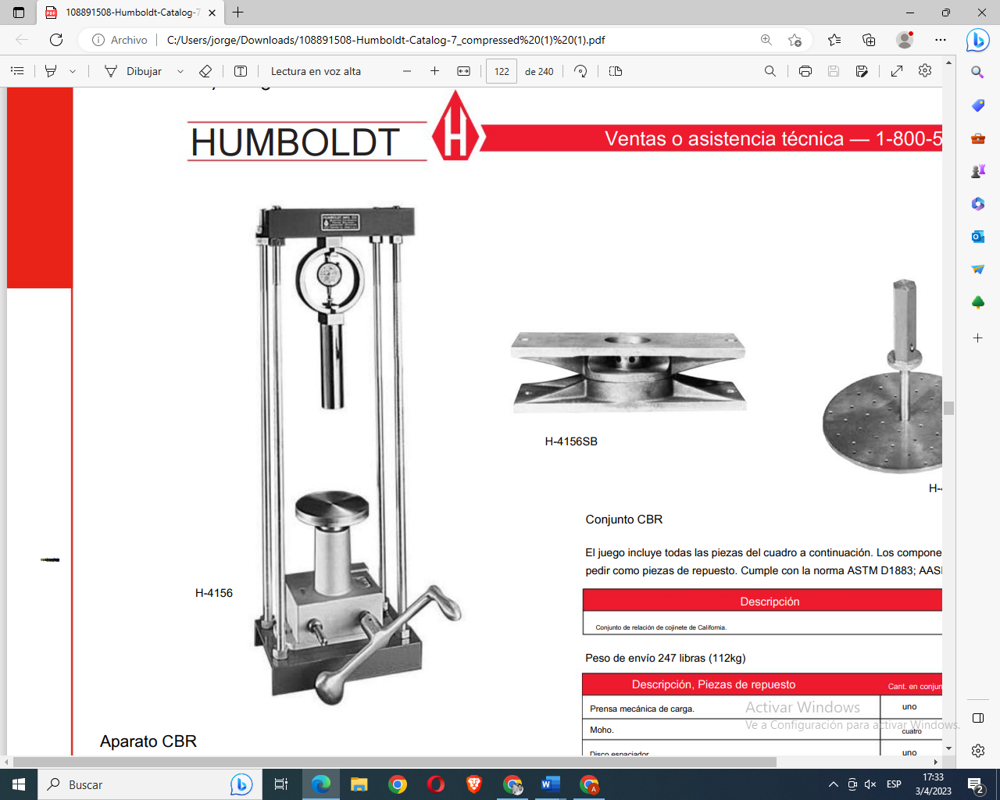 108891508-Humboldt-Catalog-7
Archivo
C:/Users/jorge/Downloads/108891508-Humboldt-Catalog-7_compressed%20(1)%20(1).pdf
Dibujar
Lectura en voz alta
122
de 240
HUMBOLDT
H
Ventas o asistencia técnica — 1-800-5
HUMBOLDT MFG. CO.
H-4156SB
H-4
Conjunto CBR
El juego incluye todas las piezas del cuadro a continuación. Los compone
pedir como piezas de repuesto. Cumple con la norma ASTM D1883; AAS
H-4156
Descripción
Conjunto de relación de cojinete de California.
Peso de envío 247 libras (112kg)
Descripción, Piezas de repuesto
Cant. en conjun
Prensa mecánica de carga.
uno
Moho.
cuatro
Disco espaciador
uno
Aparato CBR
Activar Windows
Ve a Configuración para activar Windows.
Buscar
ESP
17:33
3/4/2023
2